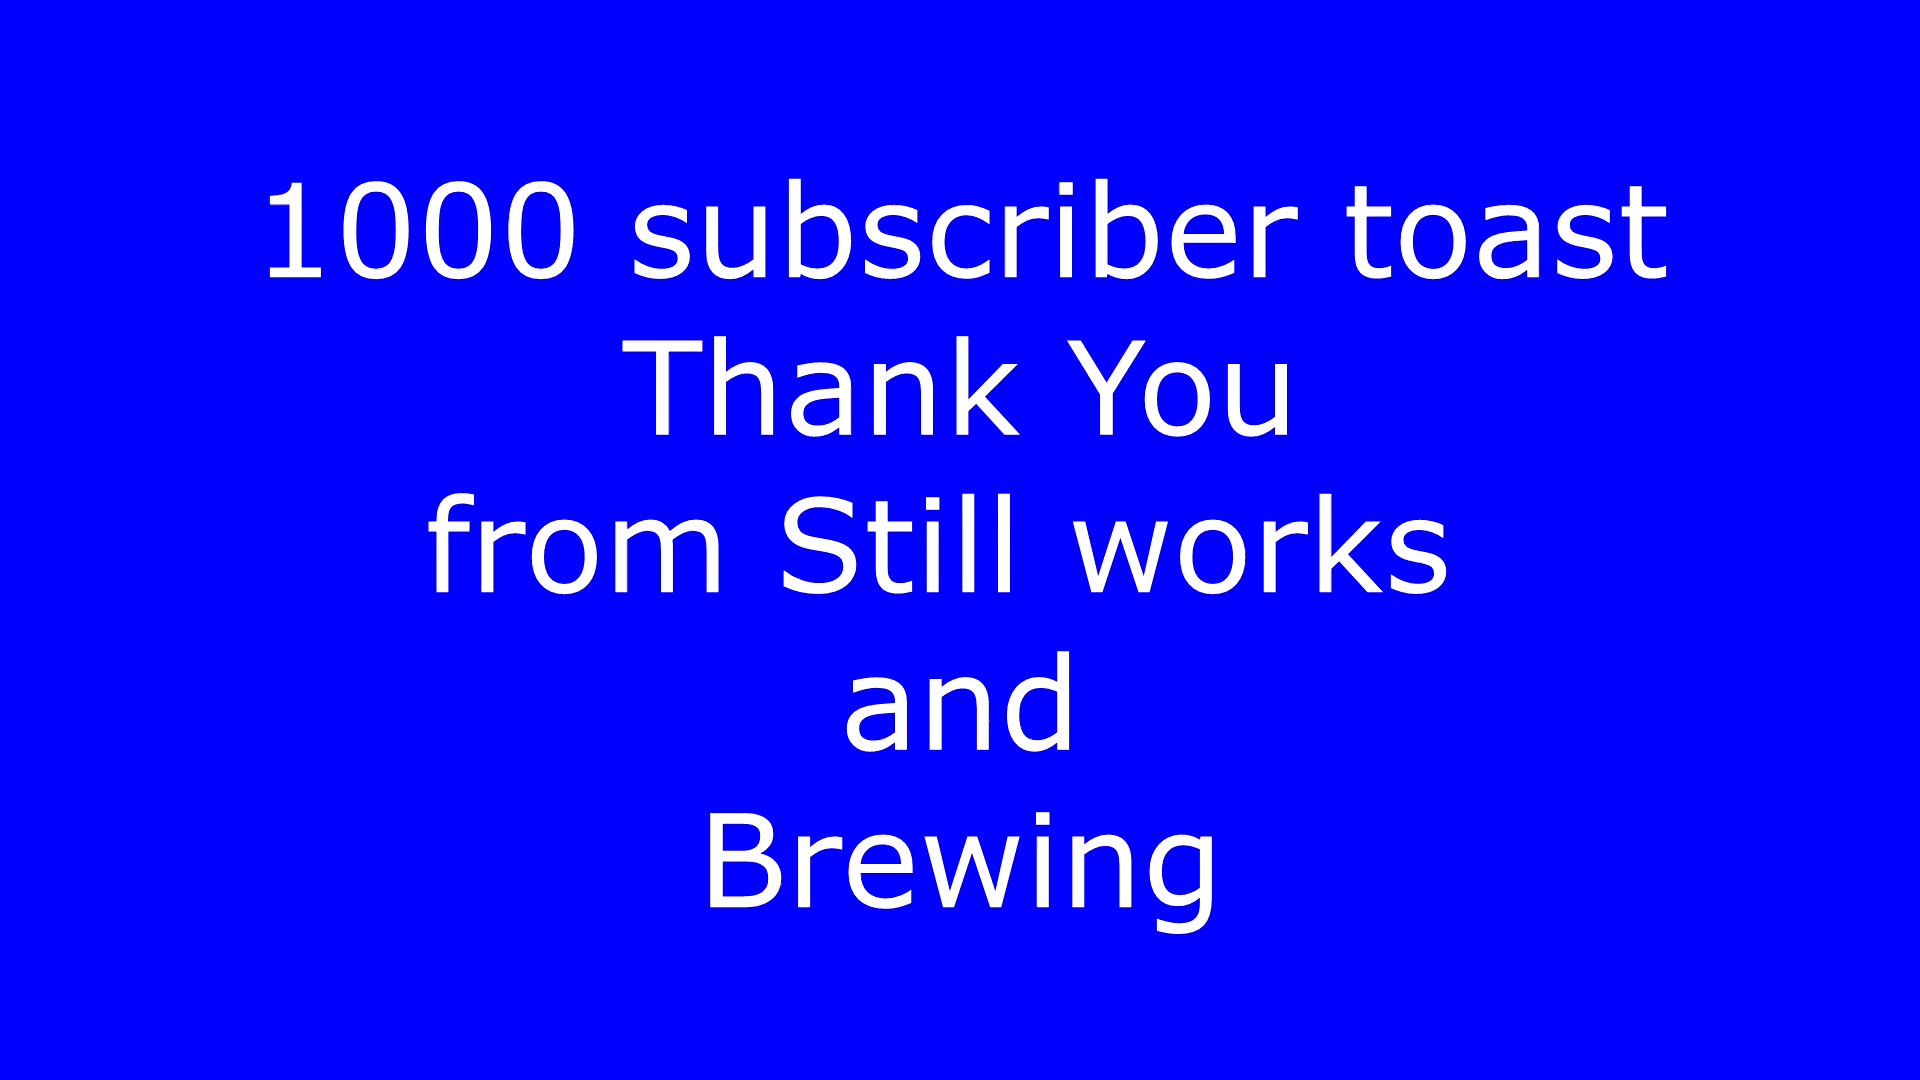 1000 subscriber toast
Thank You
from Still works
and
Brewing